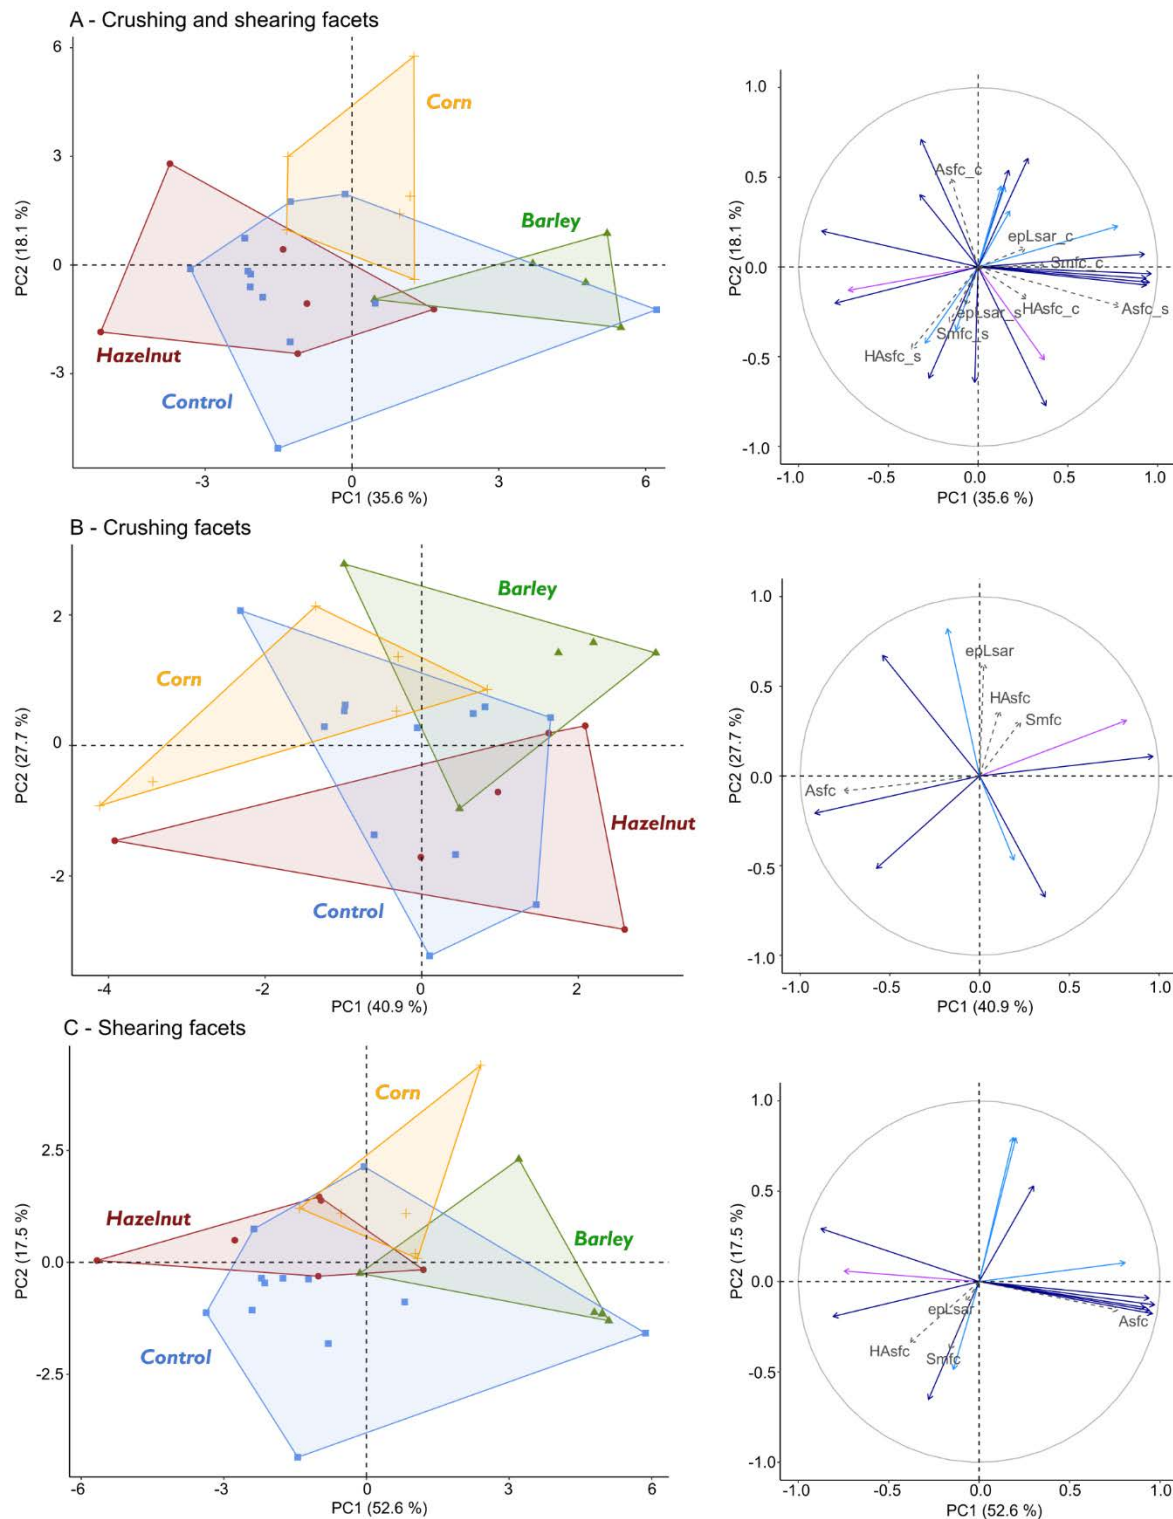 A - Crushing and shearing facets
6
3
0
-3
PC2 (18.1 %)
-3
0
3
6
PC1 (35.6 %)
Corn
Barley
Hazelnut
Control
1.0
0.5
0.0
-0.5
-1.0
PC2 (18.1 %)
-1.0
-0.5
0.0
0.5
1.0
PC1 (35.6 %)
Asfc_c
epLsar_c
Smfc_c
HAsfc_c
Asfc_s
epLsar_s
Smfc_s
HAsfc_s
B - Crushing facets
2
0
-2
PC2 (27.7 %)
-4
-2
0
2
PC1 (40.9 %)
Barley
Corn
Hazelnut
Control
1.0
0.5
0.0
-0.5
-1.0
PC2 (27.7 %)
-1.0
-0.5
0.0
0.5
1.0
PC1 (40.9 %)
epLsar
HAsfc
Smfc
Asfc
C - Shearing facets
2.5
0.0
-2.5
PC2 (17.5 %)
-6
-3
0
3
6
PC1 (52.6 %)
Corn
Hazelnut
Barley
Control
1.0
0.5
0.0
-0.5
-1.0
PC2 (17.5 %)
-1.0
-0.5
0.0
0.5
1.0
PC1 (52.6 %)
epLsar
Asfc
HAsfc
Smfc